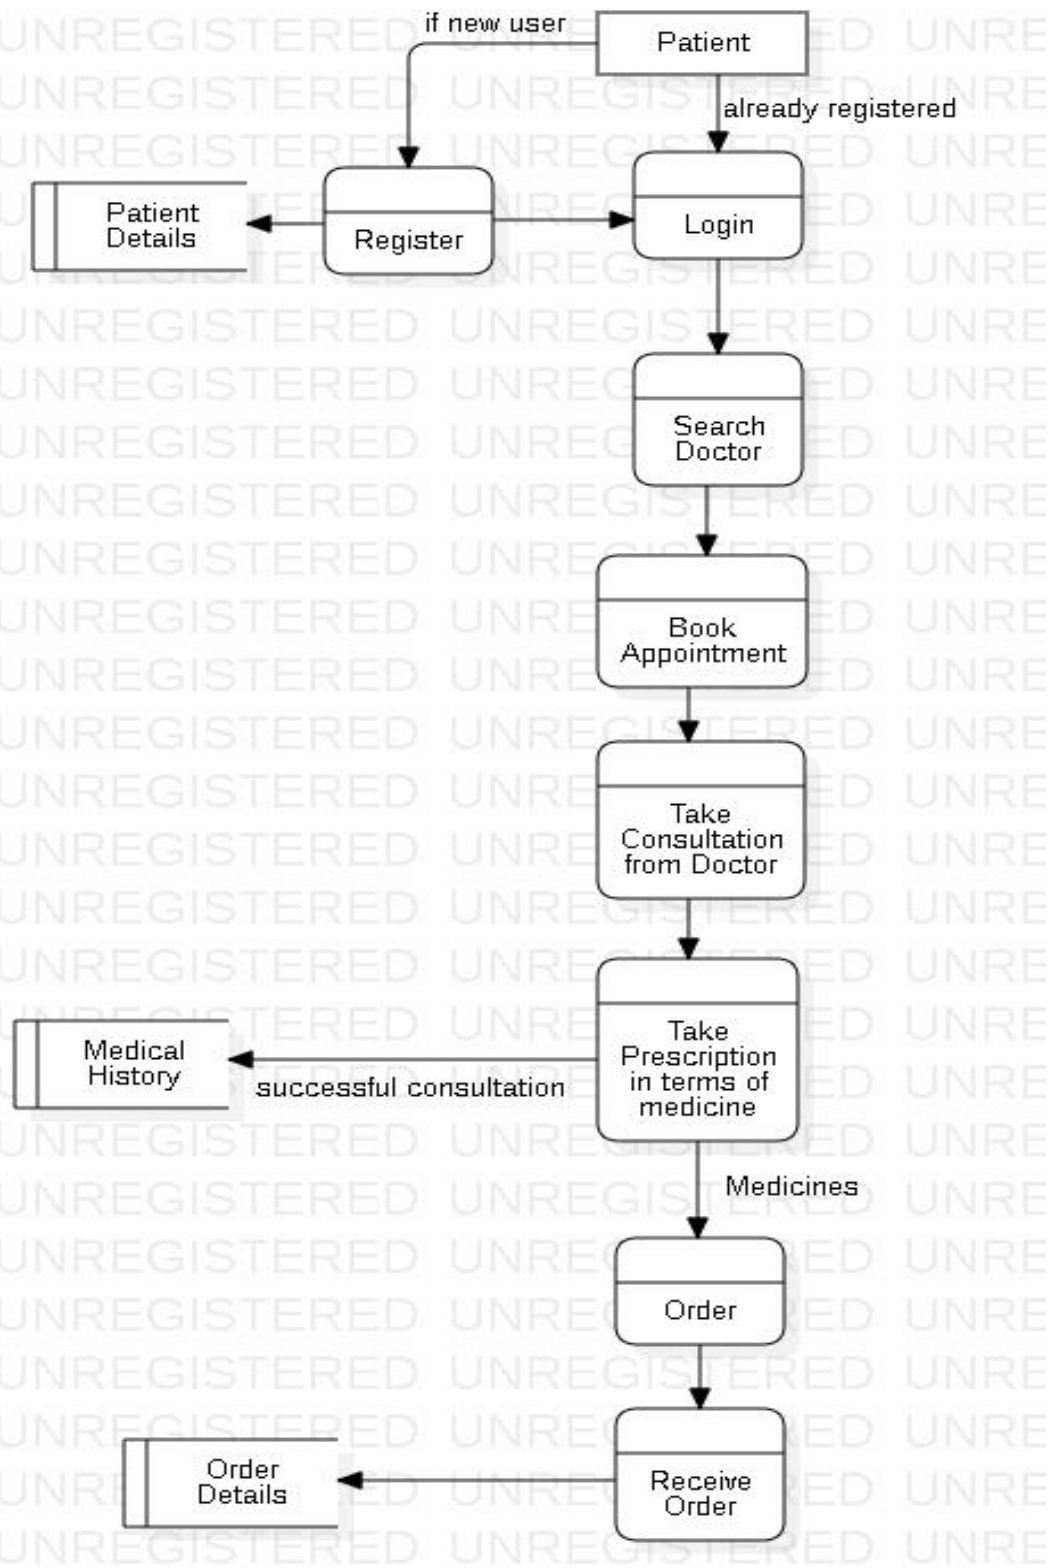 if new user
Patient
already registered
Patient
Details
Register
Login
Search
Doctor
Book
Appointment
Take
Consultation
from Doctor
Take
Prescription
in terms of
medicine
Medical
History
successful consultation
Medicines
Order
Receive
Order
Order
Details
UNREGISTERED